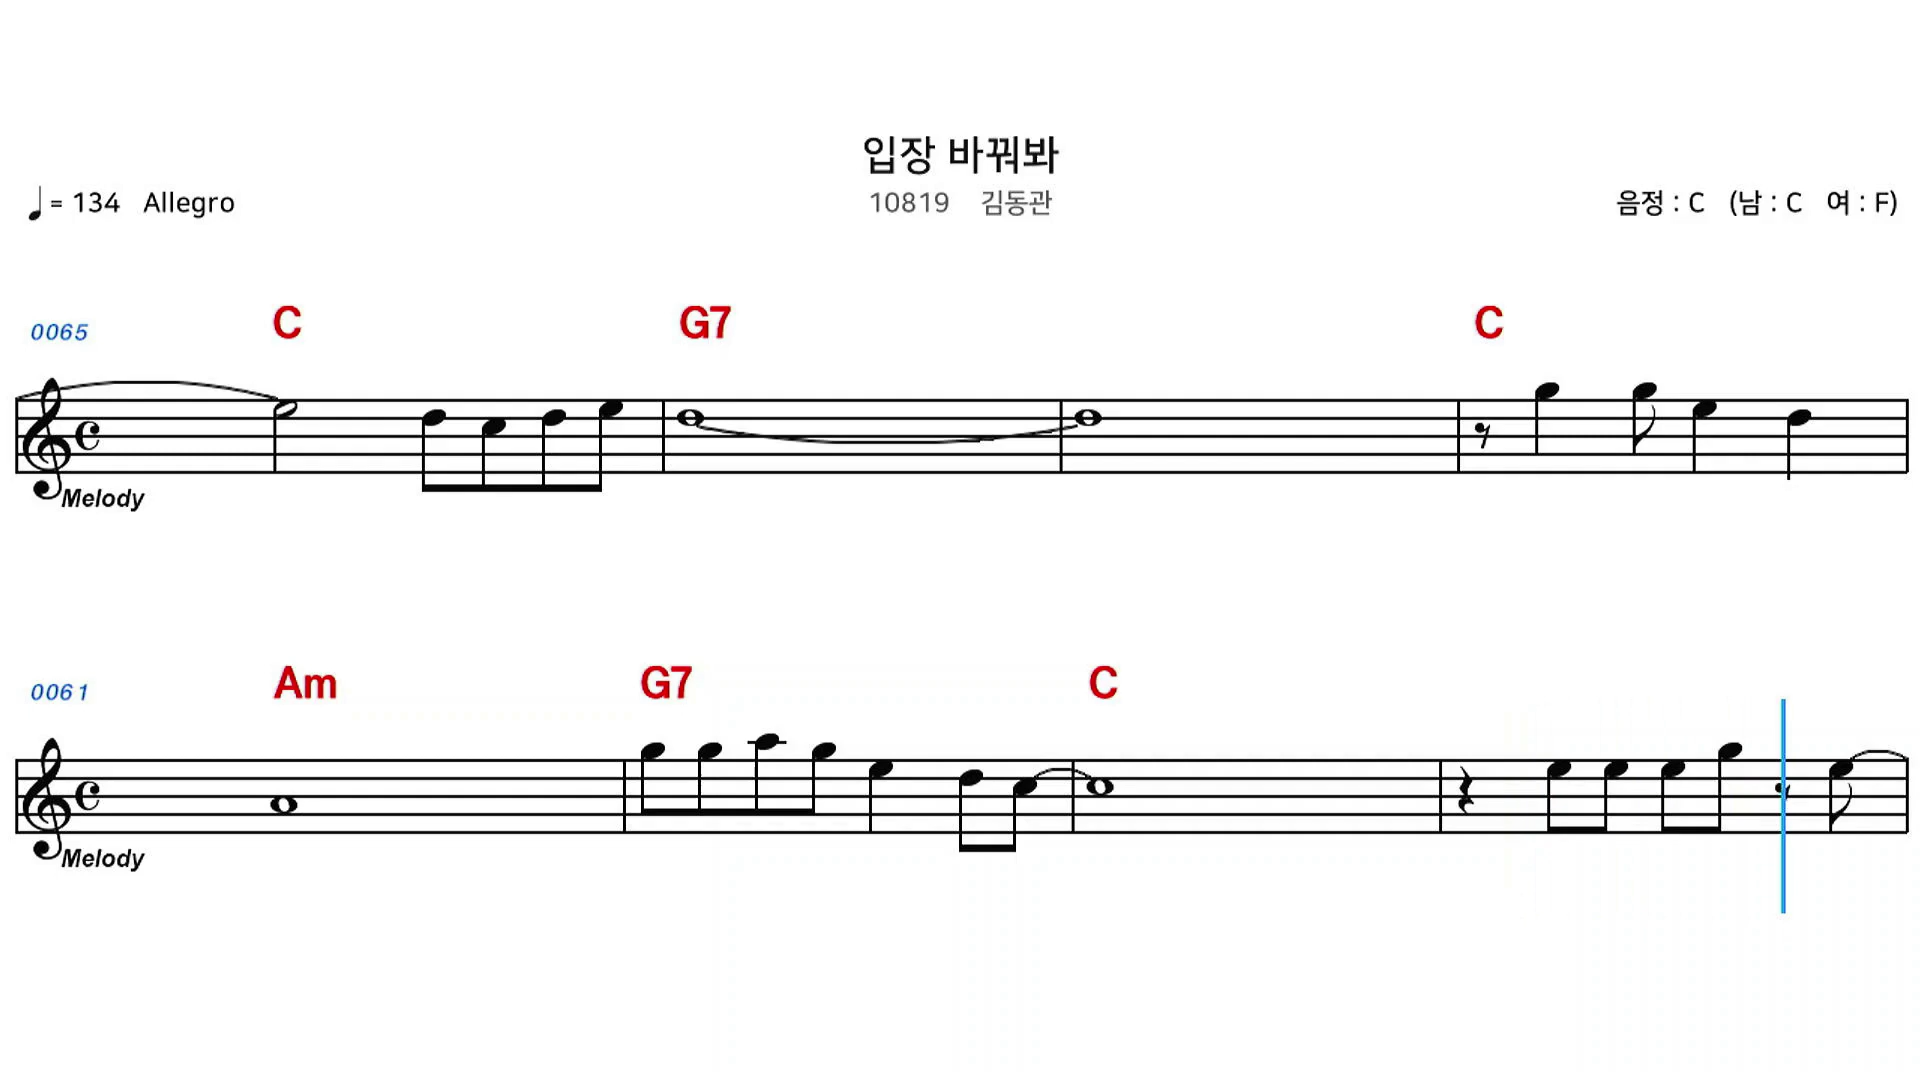 입장 바꿔봐
♩= 134 Allegro
10819 김동관
음정 : C (남 : C 여 : F)
0065 C G7 C
Melody
0061 Am G7 C
Melody